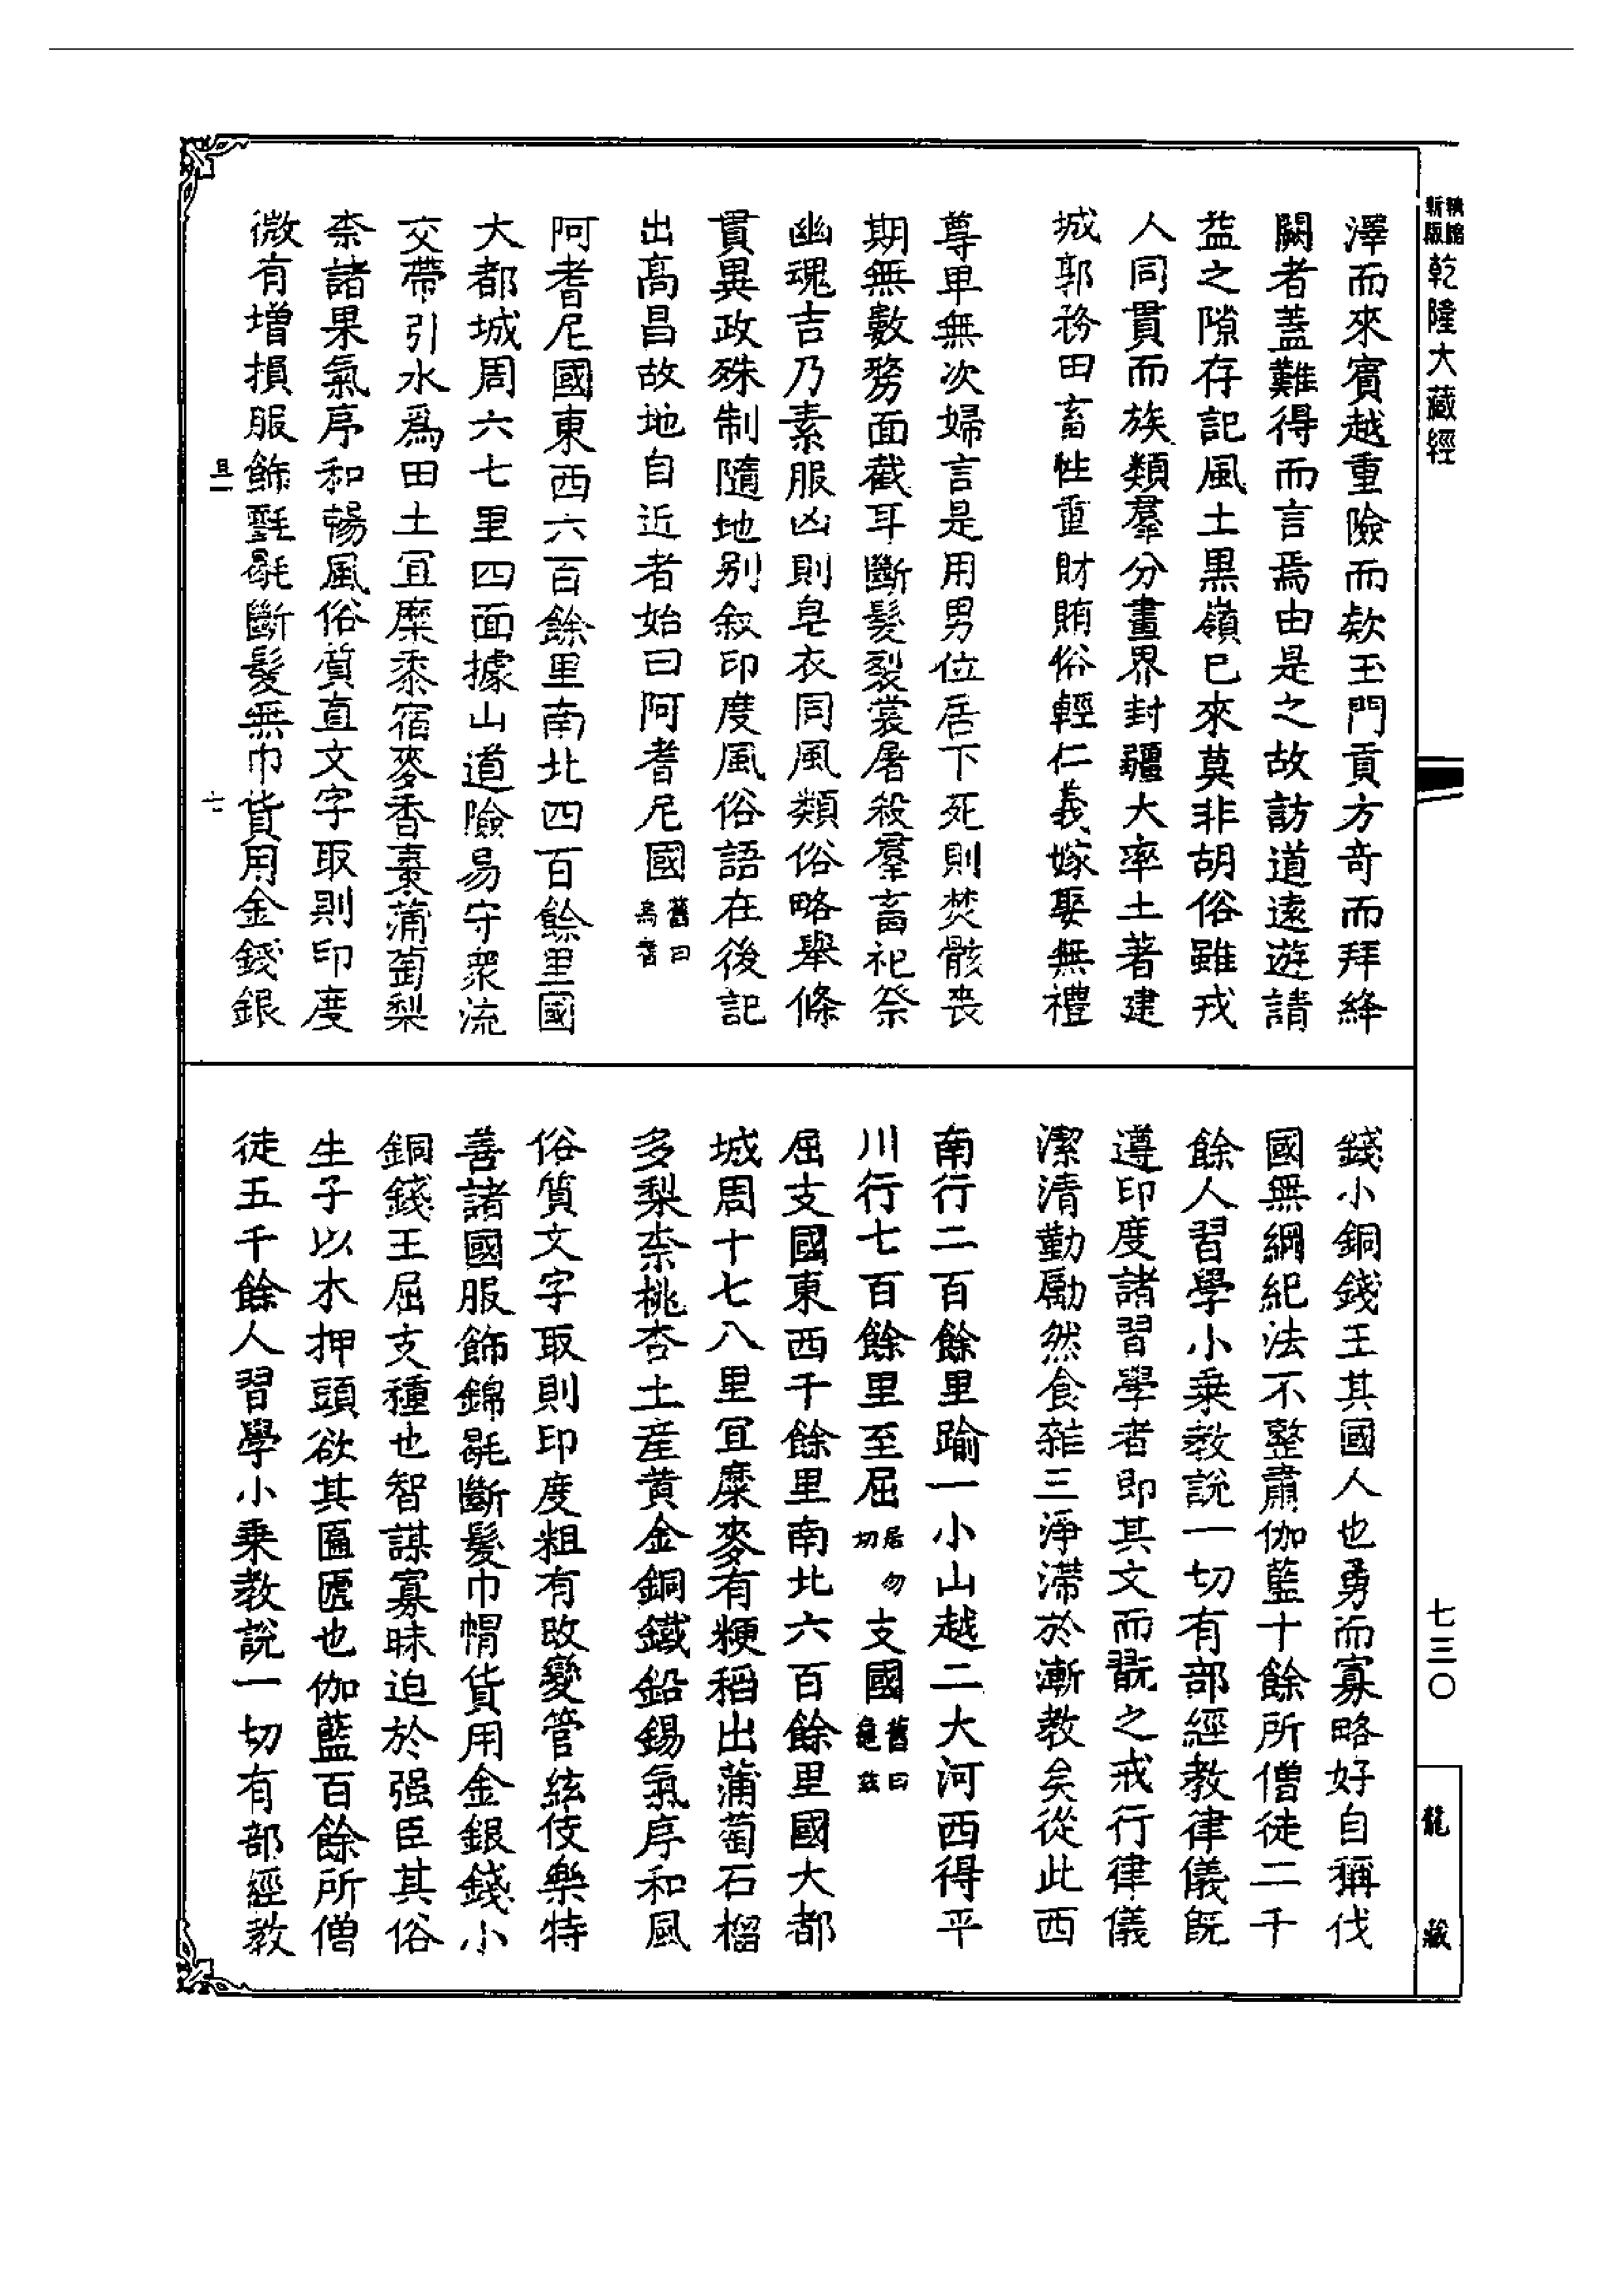 乾隆大藏經
澤而來賓越重險而欵玉門貢方奇而拜絳
闕者蓋難得而言焉由是之故訪道遠遊請
益之隙存記風土黒嶺已來莫非胡俗雖戎
人同貫而族類羣分畫界封疆大率土著建
城郭務田畜性重財賄俗輕仁義嫁娶無禮
尊卑無次婦言是用男位居下死則焚骸喪
期無數剺面截耳斷髮裂裳屠殺羣畜祀祭
幽魂吉乃素服凶則皂衣同風類俗略舉條
貫異政殊制隨地别叙印度風俗語在後記
出高昌故地自近者始曰阿耆尼國舊曰烏耆
阿耆尼國東西六百餘里南北四百餘里國
大都城周六七里四面據山道險易守衆流
交帶引水爲田土宜糜黍宿麥香棗蒲萄梨
柰諸果氣序和暢風俗質直文字取則印度
微有增損服飾㲲毼斷髮無巾貨用金錢銀
七
錢小銅錢王其國人也勇而寡略好自稱伐
國無綱紀法不整肅伽藍十餘所僧徒二千
餘人習學小乗教說一切有部經教律儀既
遵印度諸習學者即其文而翫之戒行律儀
潔清勤勵然食雜三淨滯於漸教矣從此西
南行二百餘里踰一小山越二大河西得平
川行七百餘里至屈居勿切支國舊曰龜兹
屈支國東西千餘里南北六百餘里國大都
城周十七八里宜糜麥有粳稻出蒲萄石榴
多梨柰桃杏土産黄金銅鐵鉛錫氣序和風
俗質文字取則印度粗有改變管絃伎樂特
善諸國服飾錦毼斷髮巾帽貨用金銀錢小
銅錢王屈支種也智謀寡昧迫於强臣其俗
生子以木押頭欲其匾㔸也伽藍百餘所僧
徒五千餘人習學小乗教說一切有部經教
七三〇
龍藏